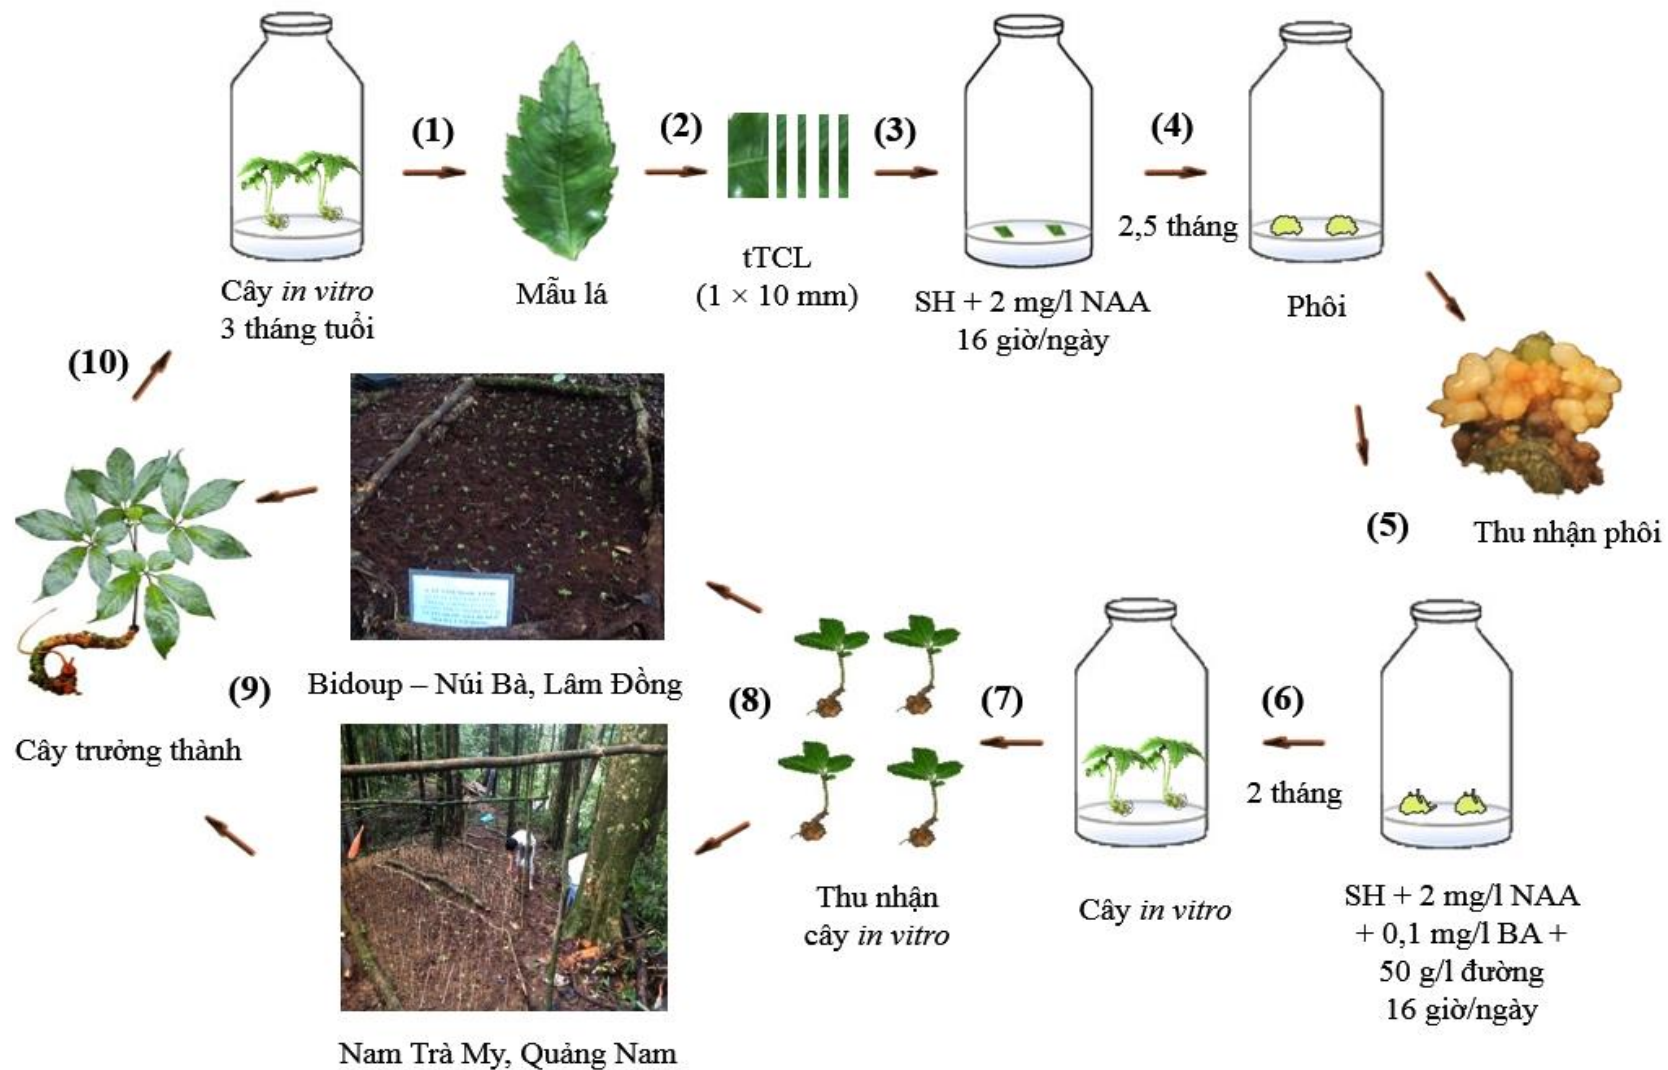 (1)
(2)
(3)
(4)
2,5 tháng
Cây in vitro
3 tháng tuổi
Mẫu lá
tTCL
(1 × 10 mm)
SH + 2 mg/l NAA
16 giờ/ngày
Phôi
(10)
(5)
Thu nhận phôi
Bidoup – Núi Bà, Lâm Đồng
(9)
(8)
(7)
(6)
2 tháng
Cây trưởng thành
Thu nhận
cây in vitro
Cây in vitro
SH + 2 mg/l NAA
+ 0,1 mg/l BA +
50 g/l đường
16 giờ/ngày
Nam Trà My, Quảng Nam